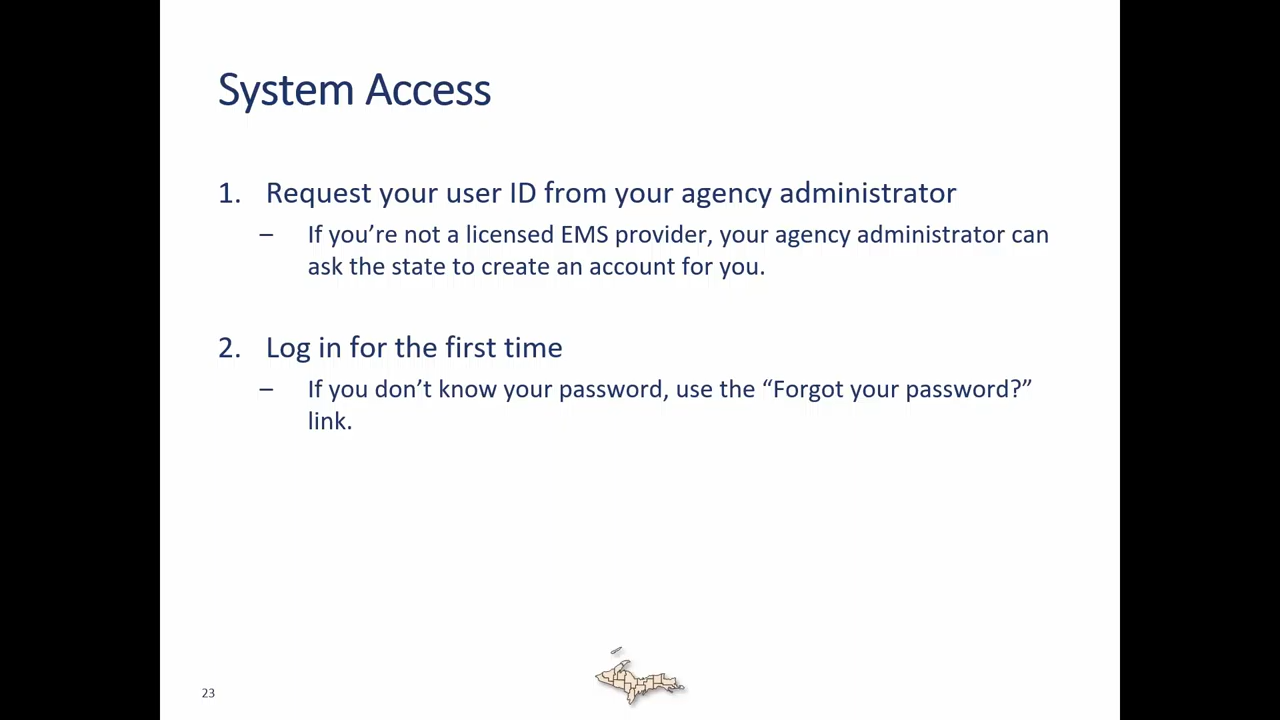 System Access
1. Request your user ID from your agency administrator
– If you’re not a licensed EMS provider, your agency administrator can
ask the state to create an account for you.
2. Log in for the first time
– If you don’t know your password, use the “Forgot your password?”
link.
23